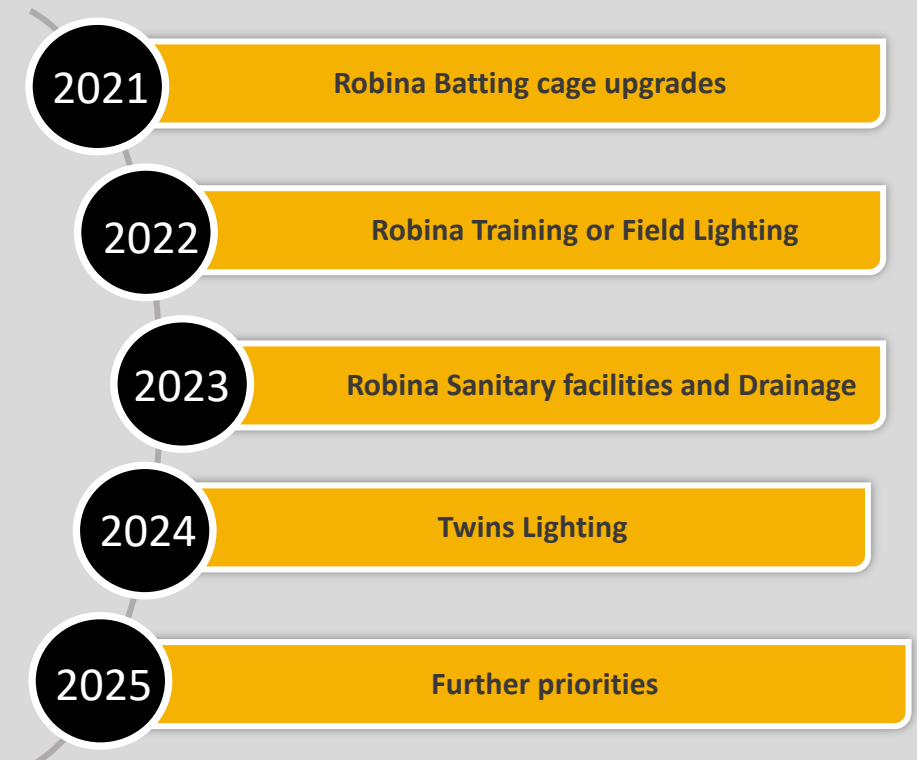 2021
Robina Batting cage upgrades
2022
Robina Training or Field Lighting
2023
Robina Sanitary facilities and Drainage
2024
Twins Lighting
2025
Further priorities